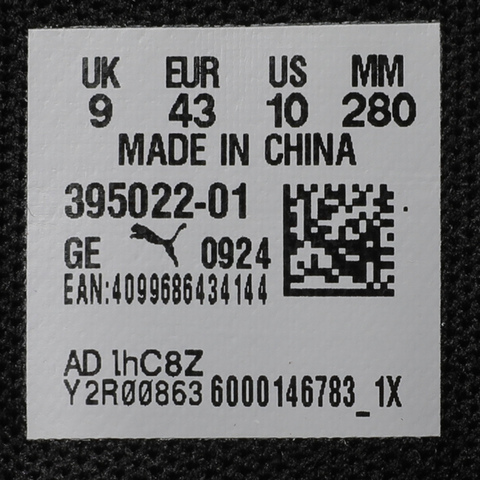 UK EUR US MM
9 43 10 280
MADE IN CHINA
395022-01
GE 0924
EAN:4099686434144
AD 1hC8Z
Y2R00863 6000146783_1X